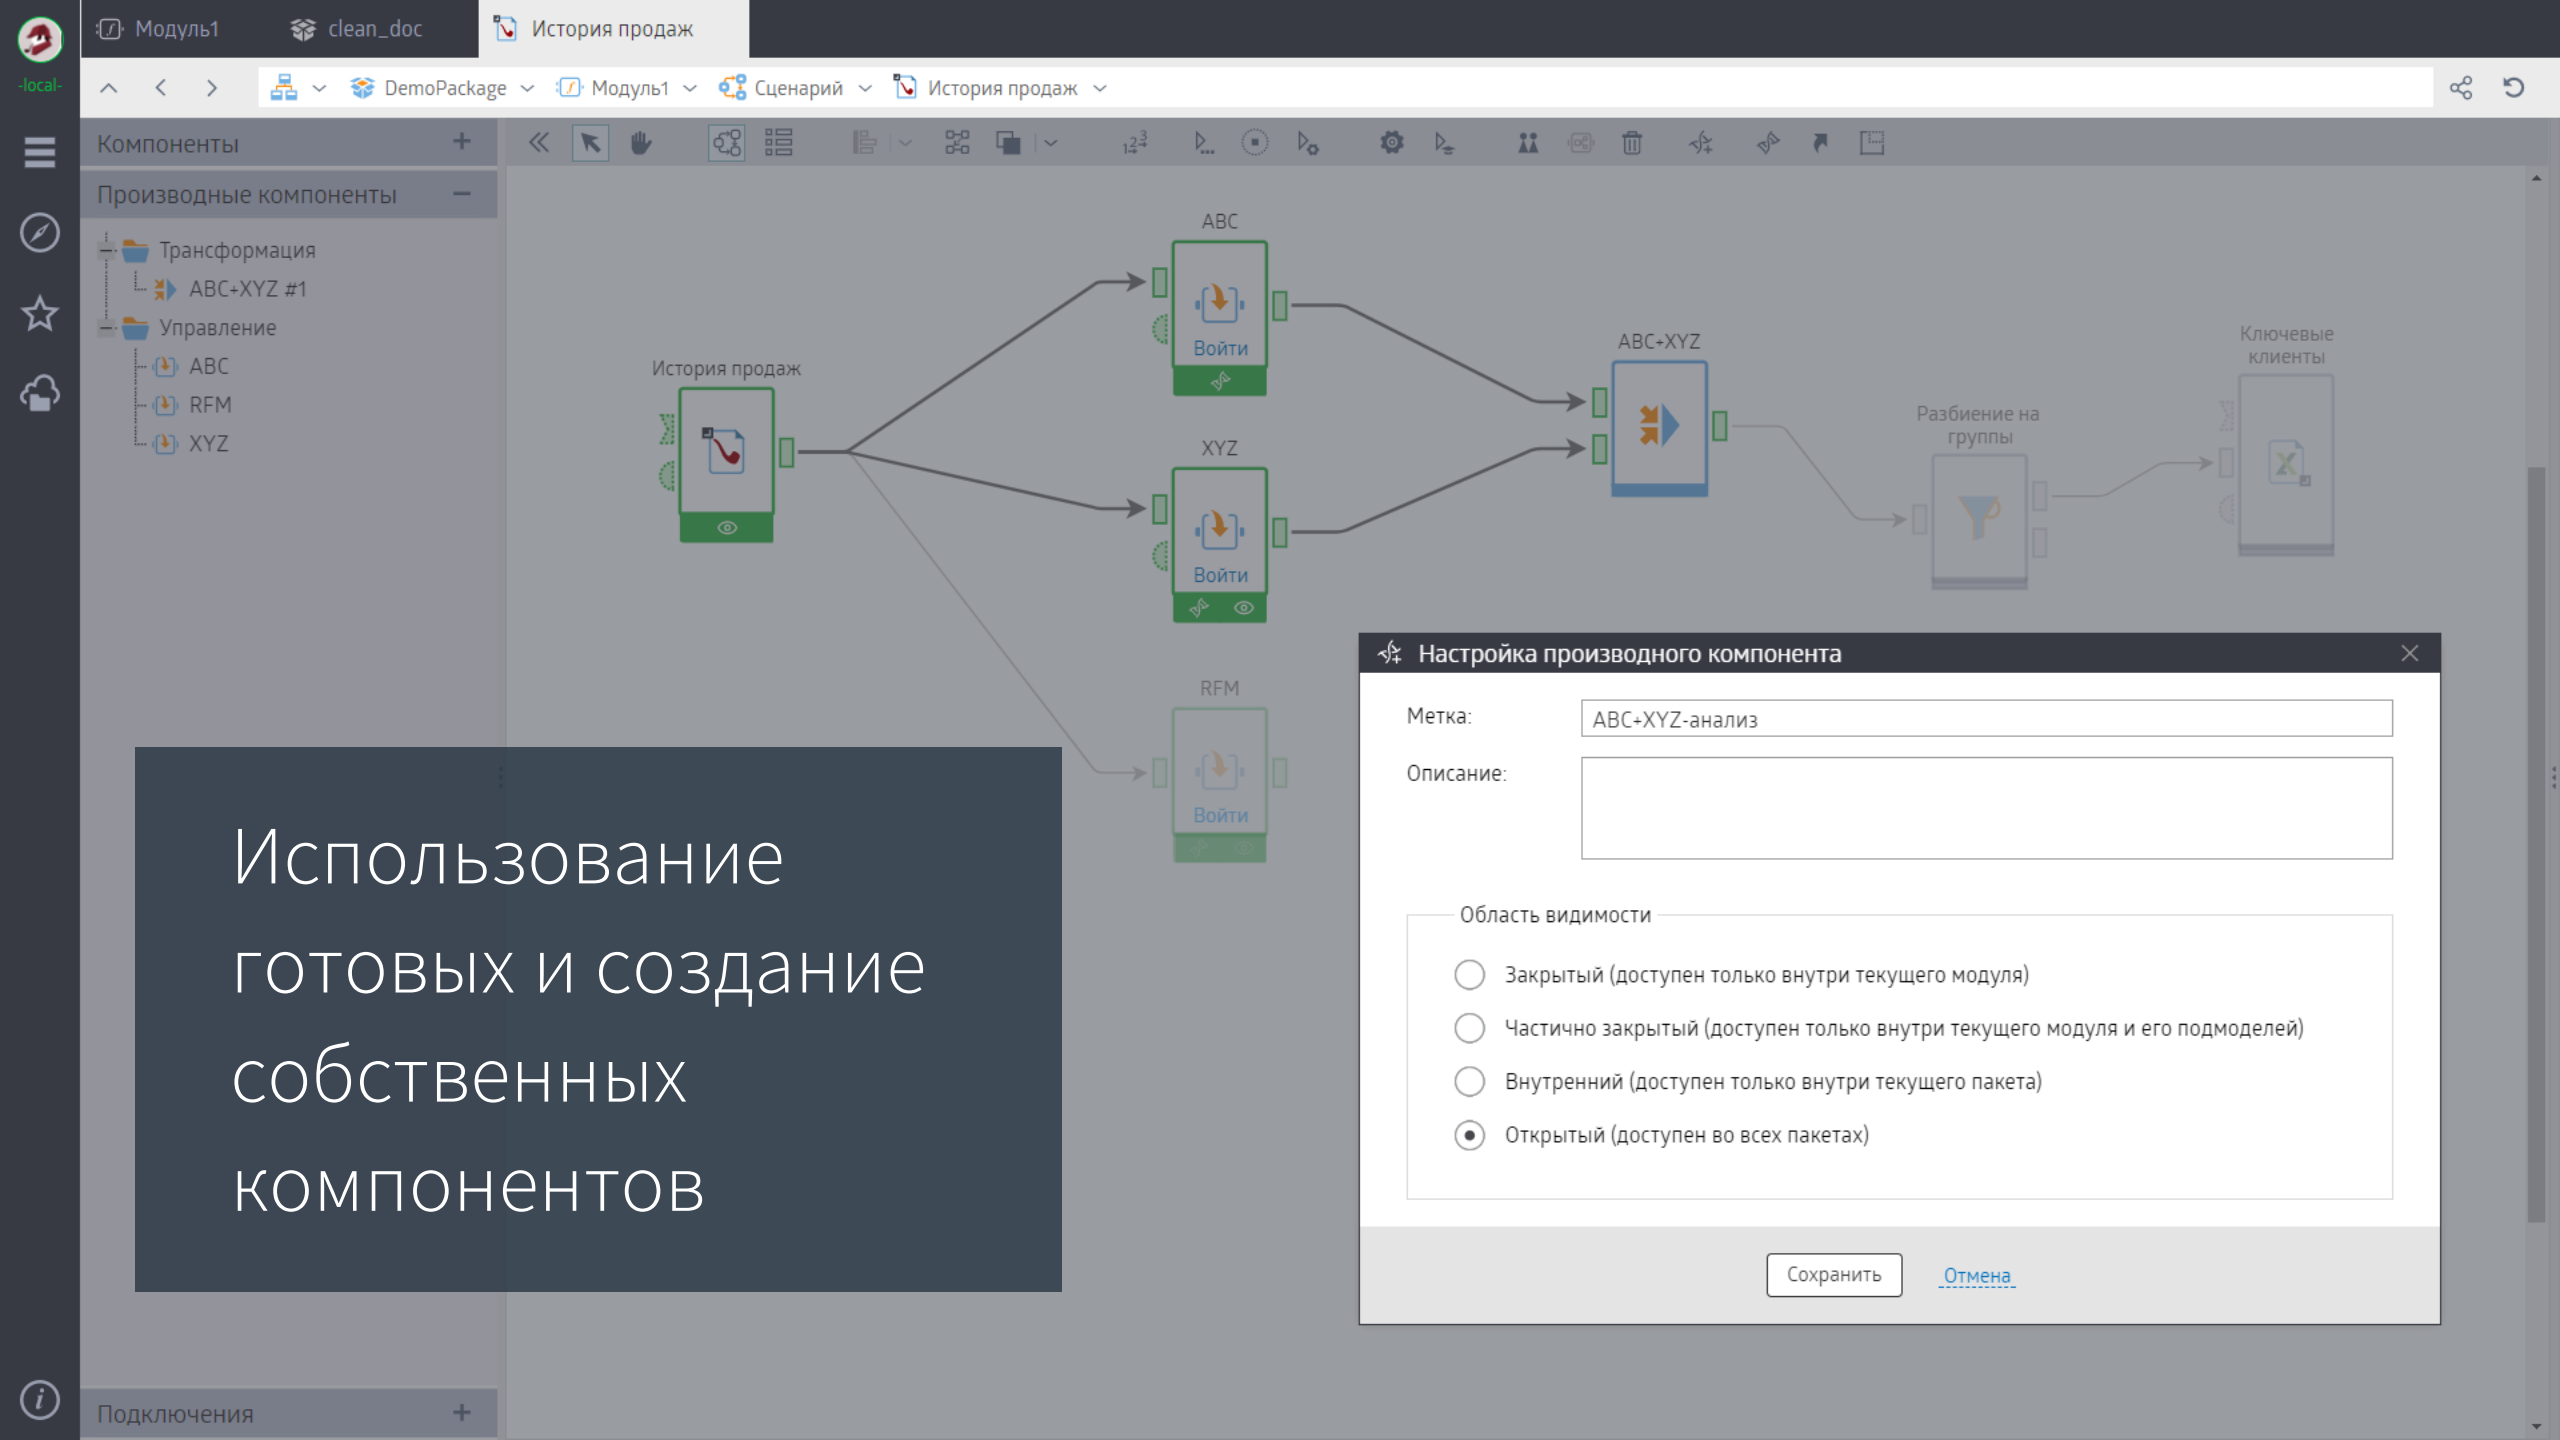 Модуль1
clean_doc
История продаж
-local-
DemoPackage
Модуль1
Сценарий
История продаж
Компоненты
Производные компоненты
Трансформация
ABC+XYZ #1
Управление
ABC
RFM
XYZ
Подключения
История продаж
ABC
Войти
XYZ
Войти
RFM
Войти
ABC+XYZ
Разбиение на
группы
Ключевые
клиенты
Использование
готовых и создание
собственных
компонентов
Настройка производного компонента
Метка:
ABC+XYZ-анализ
Описание:
Область видимости
Закрытый (доступен только внутри текущего модуля)
Частично закрытый (доступен только внутри текущего модуля и его подмоделей)
Внутренний (доступен только внутри текущего пакета)
Открытый (доступен во всех пакетах)
Сохранить
Отмена